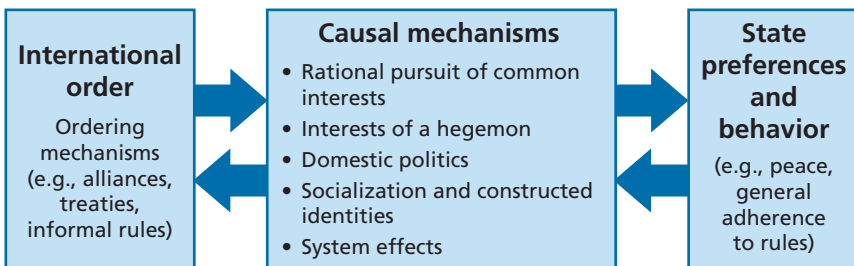 International
order
Ordering
mechanisms
(e.g., alliances,
treaties,
informal rules)
Causal mechanisms
• Rational pursuit of common
interests
• Interests of a hegemon
• Domestic politics
• Socialization and constructed
identities
• System effects
State
preferences
and
behavior
(e.g., peace,
general
adherence
to rules)